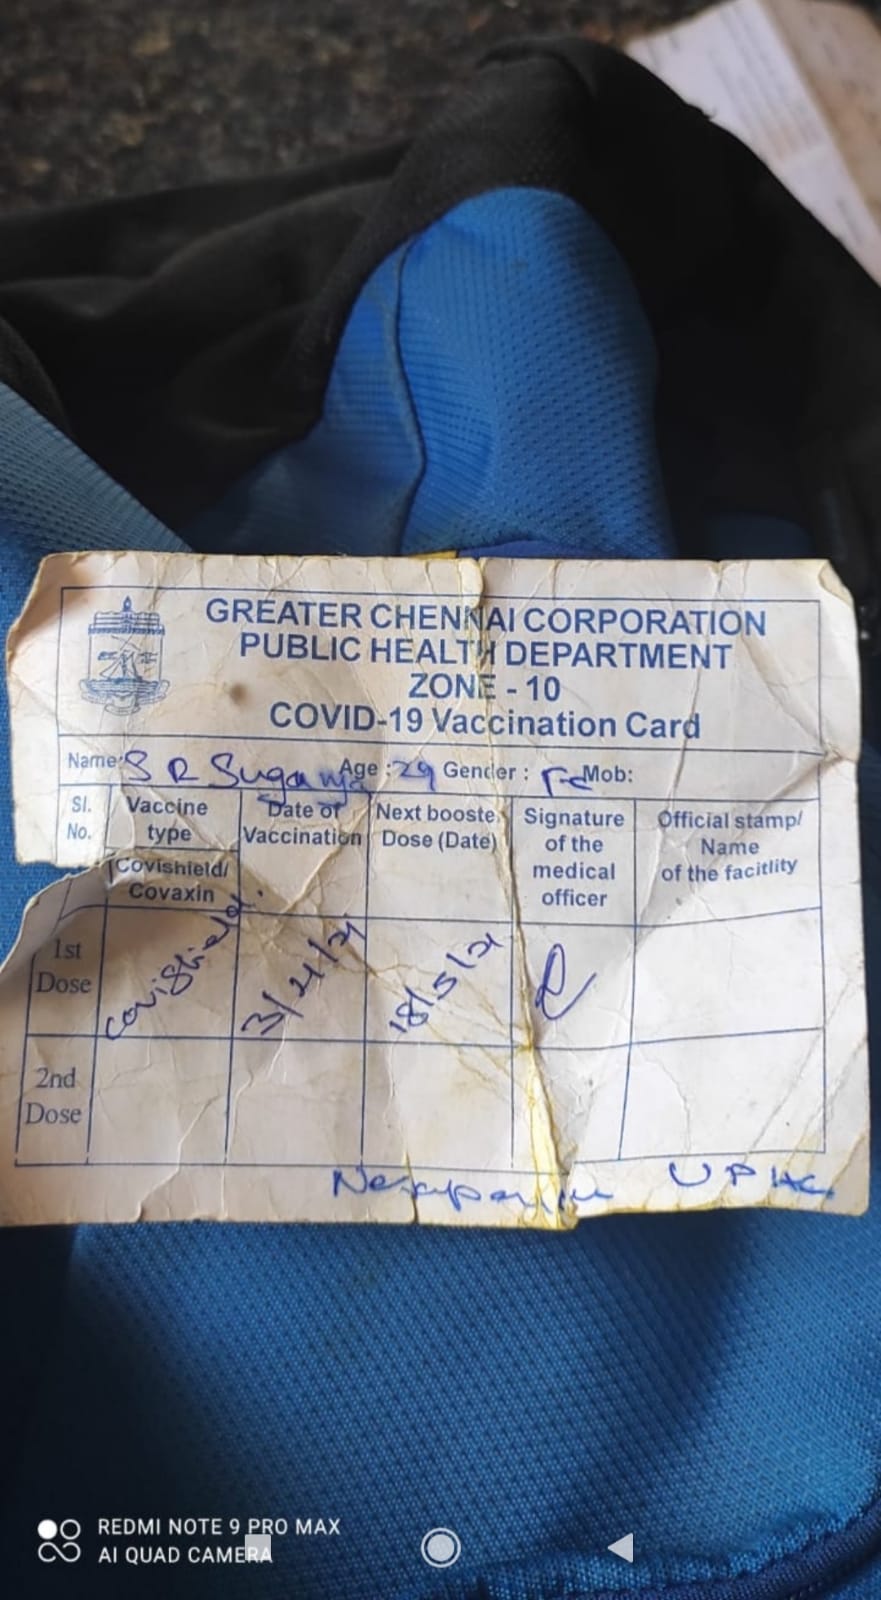 GREATER CHENNAI CORPORATION
PUBLIC HEALTH DEPARTMENT
ZONE - 10
COVID-19 Vaccination Card
Name: S R Suganya Age : 29 Gender : Fe Mob:
Sl. No. Vaccine type Date of Vaccination Next booste Dose (Date) Signature of the medical officer Official stamp/ Name of the facitlity
Covishield/ Covaxin
1st Dose Covishield. 3/4/21 18/5/21
2nd Dose
UPHC
REDMI NOTE 9 PRO MAX
AI QUAD CAMERA